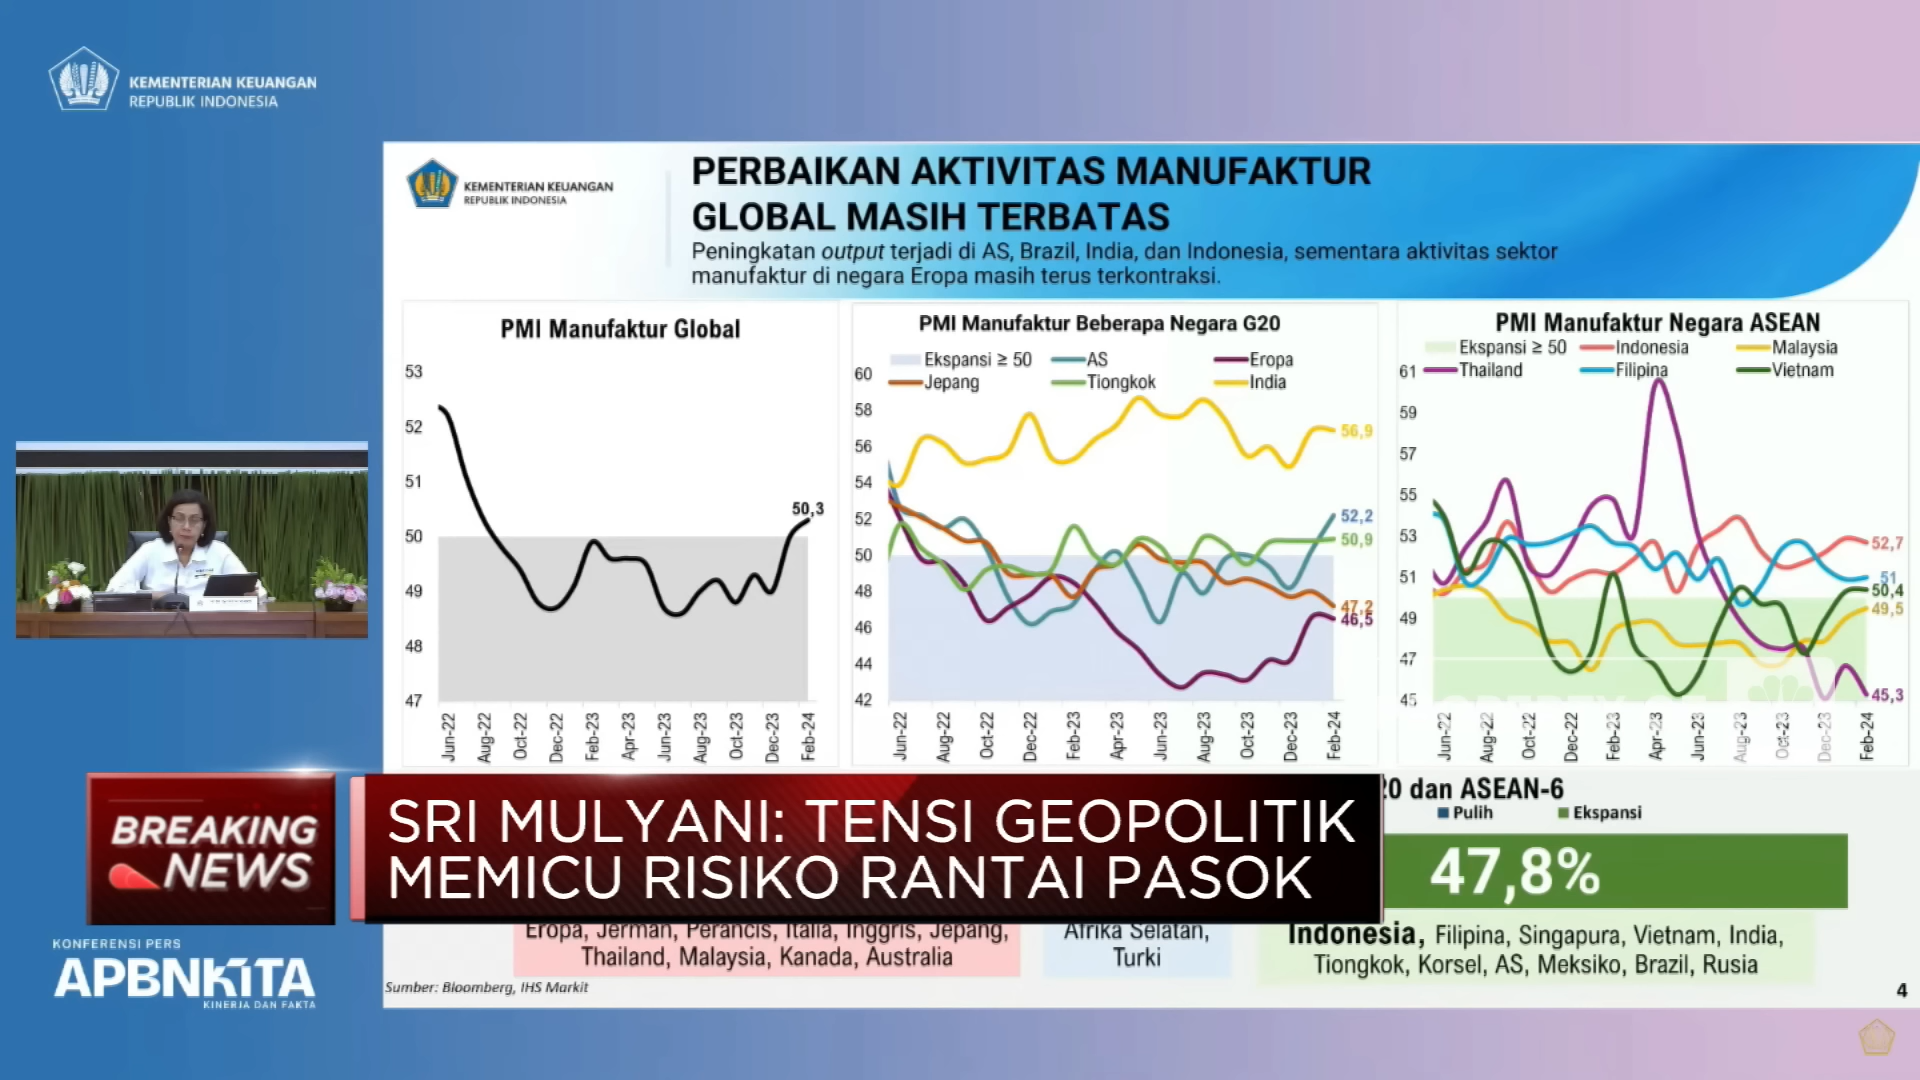 KEMENTERIAN KEUANGAN
REPUBLIK INDONESIA
KEMENTERIAN KEUANGAN
REPUBLIK INDONESIA
PERBAIKAN AKTIVITAS MANUFAKTUR
GLOBAL MASIH TERBATAS
Peningkatan output terjadi di AS, Brazil, India, dan Indonesia, sementara aktivitas sektor
manufaktur di negara Eropa masih terus terkontraksi.
PMI Manufaktur Global
53
52
51
50
49
48
47
50,3
Jun-22
Aug-22
Oct-22
Dec-22
Feb-23
Apr-23
Jun-23
Aug-23
Oct-23
Dec-23
Feb-24
PMI Manufaktur Beberapa Negara G20
Ekspansi ≥ 50
AS
Eropa
Jepang
Tiongkok
India
60
58
56
54
52
50
48
46
44
42
56,9
52,2
50,9
47,2
46,5
Jun-22
Aug-22
Oct-22
Dec-22
Feb-23
Apr-23
Jun-23
Aug-23
Oct-23
Dec-23
Feb-24
PMI Manufaktur Negara ASEAN
Ekspansi ≥ 50
Indonesia
Malaysia
Thailand
Filipina
Vietnam
61
59
57
55
53
51
49
47
45
52,7
51
50,4
49,5
45,3
Jun-22
Aug-22
Oct-22
Dec-22
Feb-23
Apr-23
Jun-23
Aug-23
Oct-23
Dec-23
Feb-24
20 dan ASEAN-6
Pulih
Ekspansi
47,8%
BREAKING
NEWS
SRI MULYANI: TENSI GEOPOLITIK
MEMICU RISIKO RANTAI PASOK
Eropa, Jerman, Perancis, Italia, Inggris, Jepang,
Thailand, Malaysia, Kanada, Australia
Afrika Selatan,
Turki
Indonesia, Filipina, Singapura, Vietnam, India,
Tiongkok, Korsel, AS, Meksiko, Brazil, Rusia
Sumber: Bloomberg, IHS Markit
4
KONFERENSI PERS
APBNKITA
KINERJA DAN FAKTA